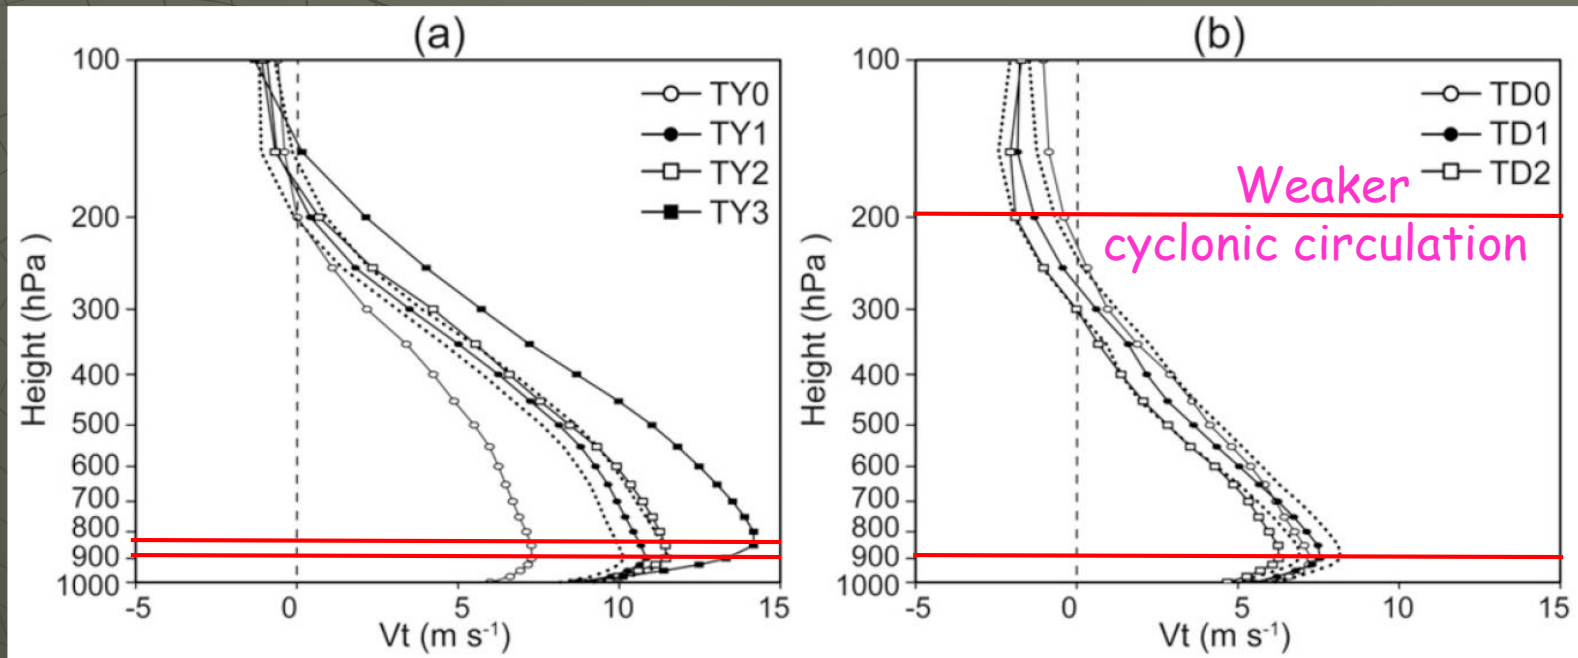 (a)
100
200
300
400
500
600
700
800
900
1000
Height (hPa )
-5
0
5
10
15
Vt (m s-1)
TY0
TY1
TY2
TY3
(b)
100
200
300
400
500
600
700
800
900
1000
Height (hPa )
-5
0
5
10
15
Vt (m s-1)
TD0
TD1
TD2
Weaker
cyclonic circulation